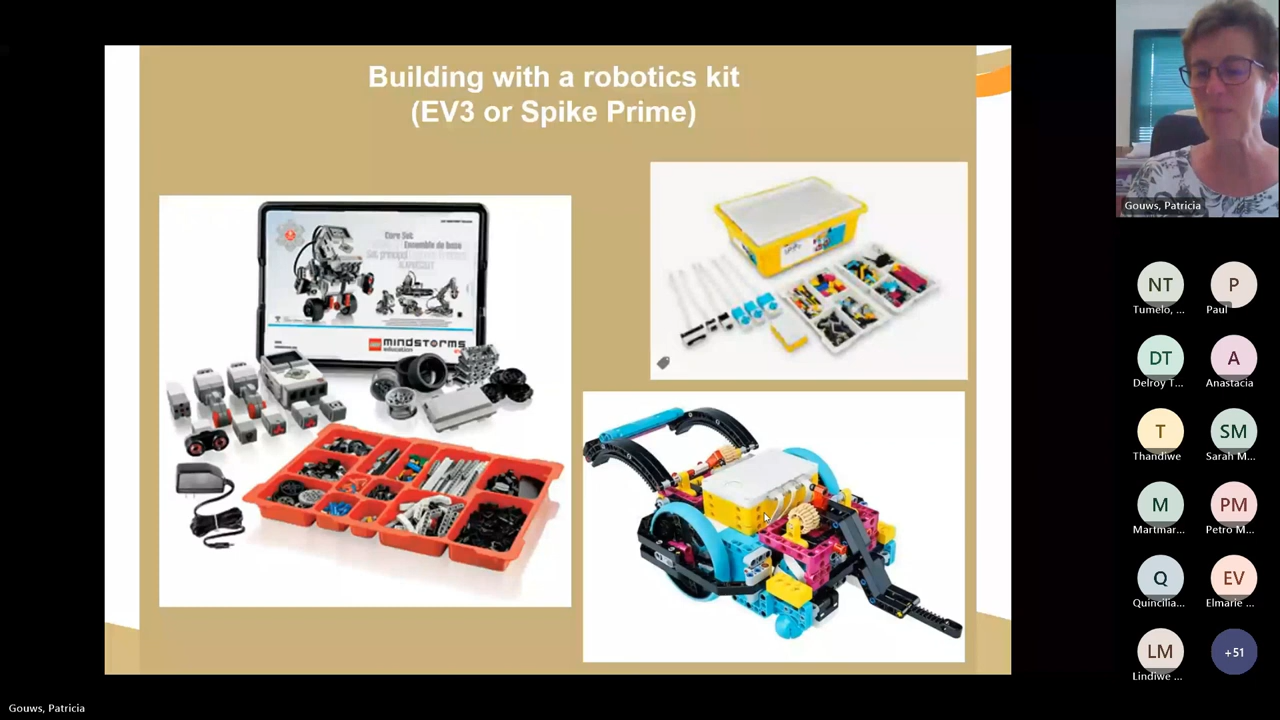 Building with a robotics kit
(EV3 or Spike Prime)
Core Set
Ensemble de base
LEGO
mindstorms
education
Gouws, Patricia
NT
Tumelo, ...
P
Paul
DT
Delroy T...
A
Anastacia
T
Thandiwe
SM
Sarah M...
M
Martmar...
PM
Petro M...
Q
Quincilia...
EV
Elmarie ...
LM
Lindiwe ...
+51
Gouws, Patricia